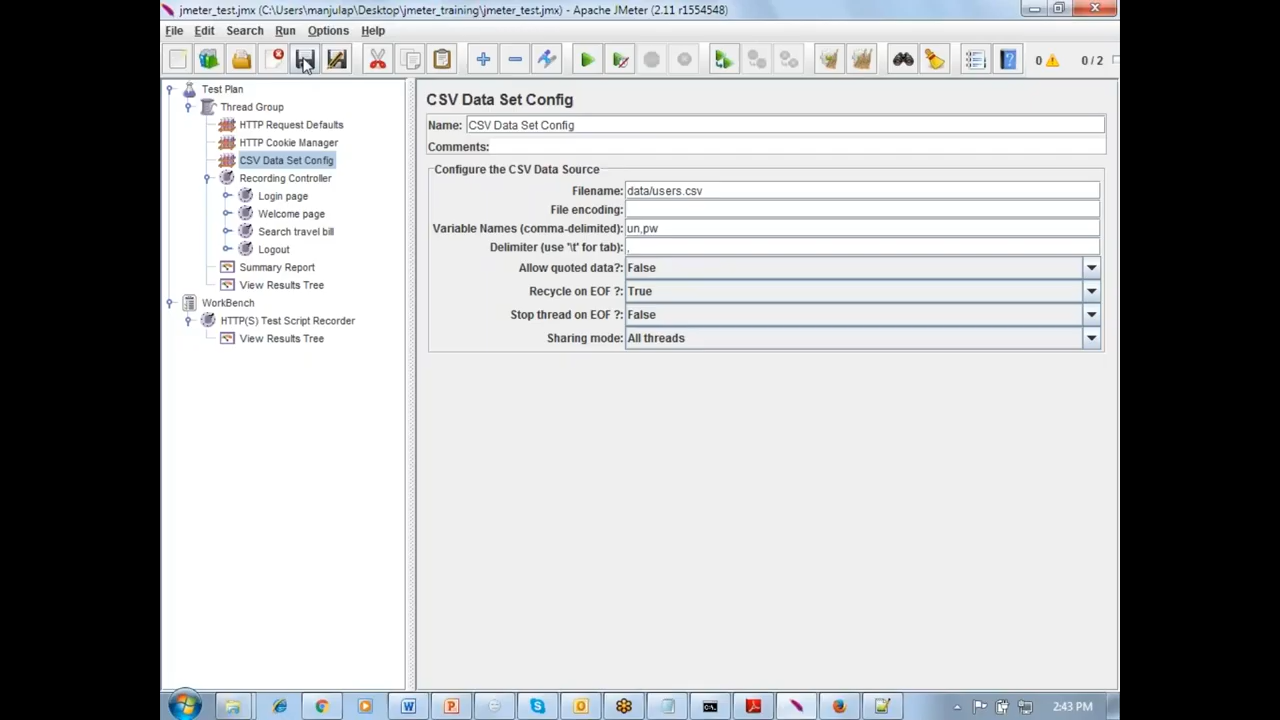 jmeter_test.jmx (C:\Users\manjulap\Desktop\jmeter_training\jmeter_test.jmx) - Apache JMeter (2.11 r1554548)
File Edit Search Run Options Help
0 0 / 2
Test Plan
Thread Group
HTTP Request Defaults
HTTP Cookie Manager
CSV Data Set Config
Recording Controller
Login page
Welcome page
Search travel bill
Logout
Summary Report
View Results Tree
WorkBench
HTTP(S) Test Script Recorder
View Results Tree
CSV Data Set Config
Name: CSV Data Set Config
Comments:
Configure the CSV Data Source
Filename: data/users.csv
File encoding:
Variable Names (comma-delimited): un,pw
Delimiter (use '\t' for tab): ,
Allow quoted data?: False
Recycle on EOF ?: True
Stop thread on EOF ?: False
Sharing mode: All threads
2:43 PM